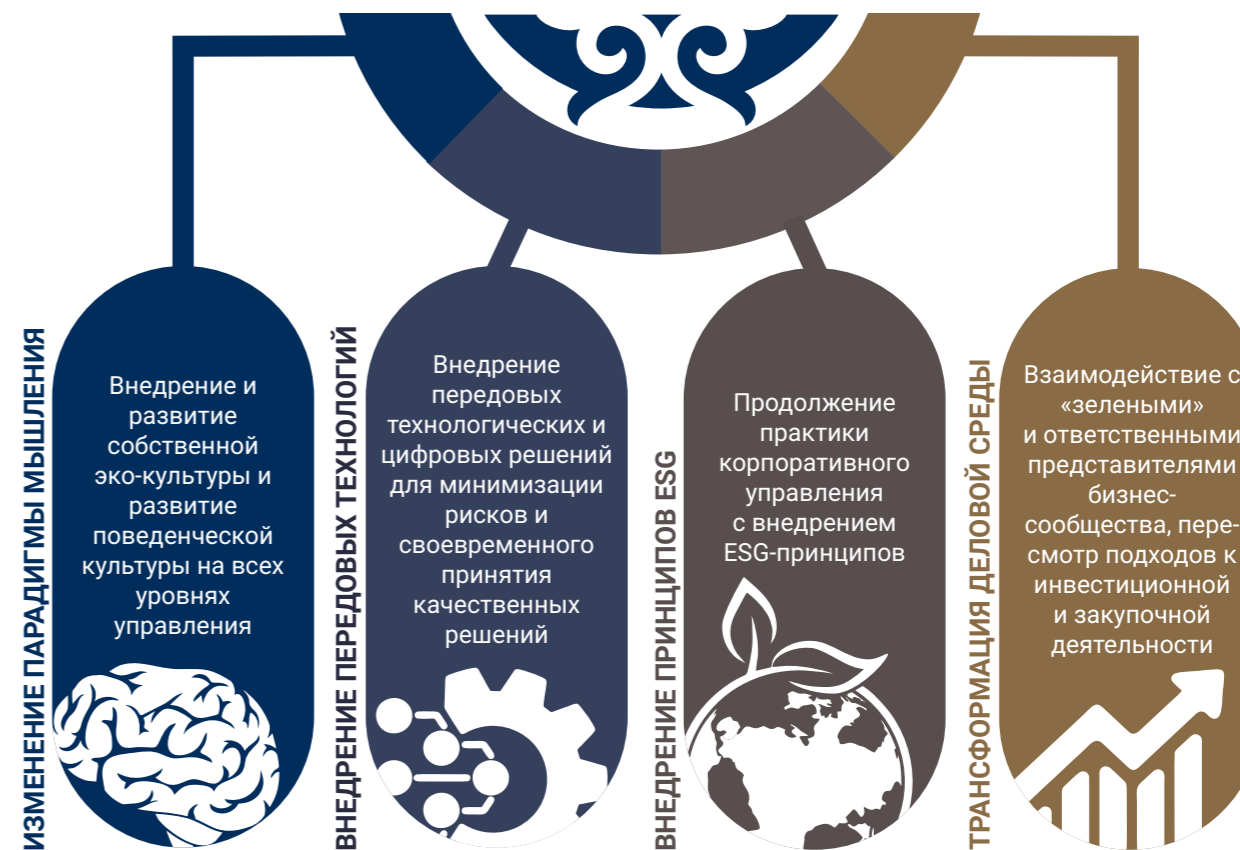 ИЗМЕНЕНИЕ ПАРАДИГМЫ МЫШЛЕНИЯ
Внедрение и
развитие
собственной
эко-культуры и
развитие
поведенческой
культуры на всех
уровнях
управления
ВНЕДРЕНИЕ ПЕРЕДОВЫХ ТЕХНОЛОГИЙ
Внедрение
передовых
технологических и
цифровых решений
для минимизации
рисков и
своевременного
принятия
качественных
решений
ВНЕДРЕНИЕ ПРИНЦИПОВ ESG
Продолжение
практики
корпоративного
управления
с внедрением
ESG-принципов
ТРАНСФОРМАЦИЯ ДЕЛОВОЙ СРЕДЫ
Взаимодействие с
«зелеными»
и ответственными
представителями
бизнес-
сообщества, пере-
смотр подходов к
инвестиционной
и закупочной
деятельности